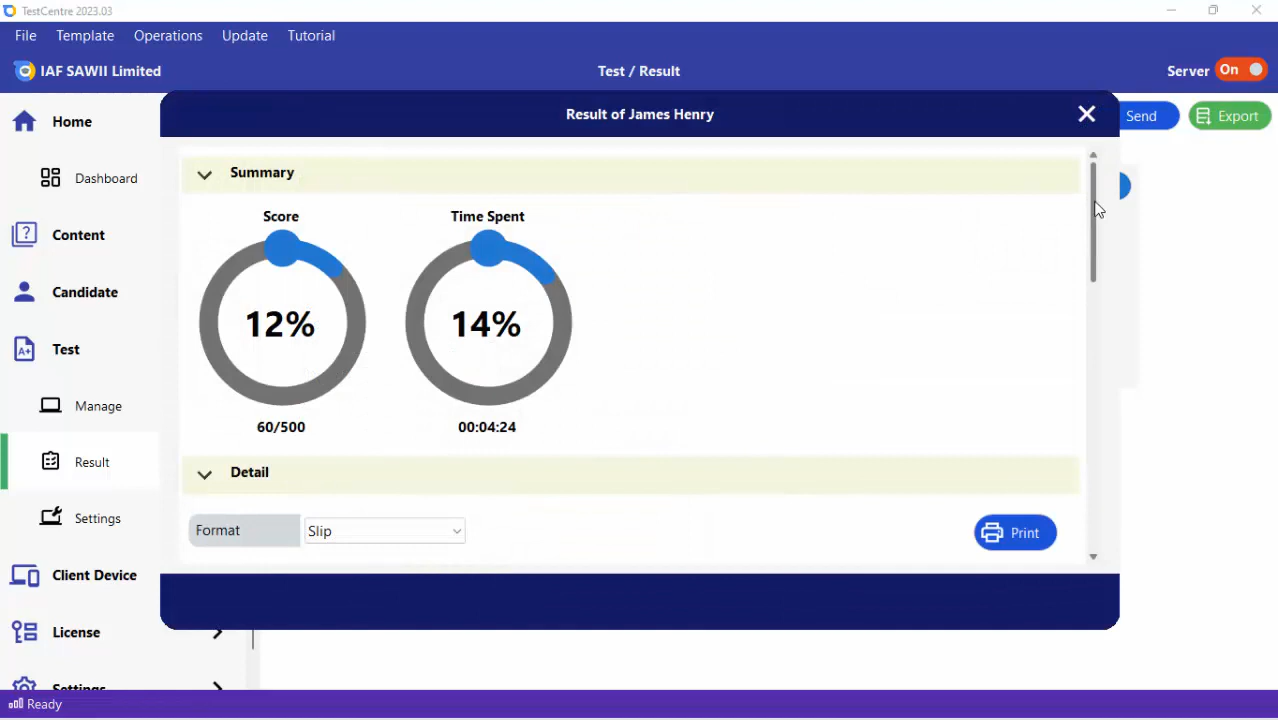 TestCentre 2023.03
File Template Operations Update Tutorial
IAF SAWII Limited
Test / Result
Server On
Result of James Henry
Send
Export
Home
Dashboard
Content
Candidate
Test
Manage
Result
Settings
Client Device
License
Settings
Summary
Score
12%
60/500
Time Spent
14%
00:04:24
Detail
Format
Slip
Print
Ready